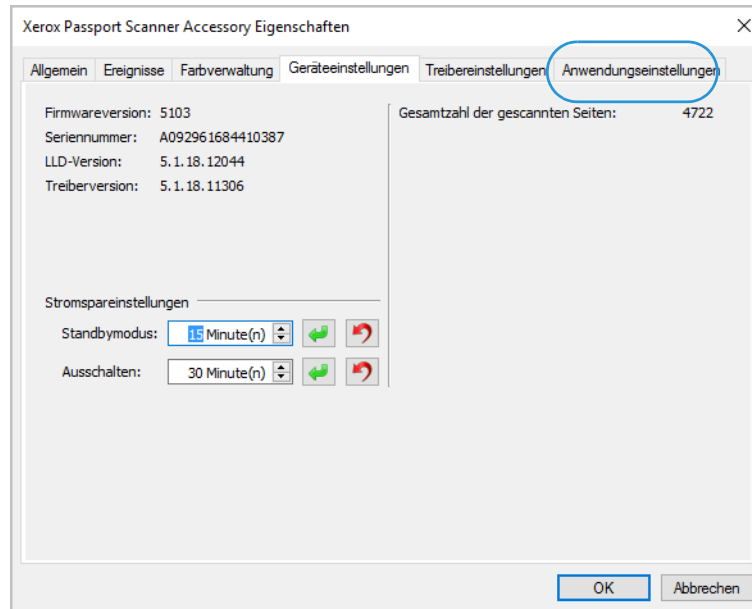 Xerox Passport Scanner Accessory Eigenschaften
Allgemein Ereignisse Farbverwaltung Geräteeinstellungen Treibereinstellungen Anwendungseinstellungen
Firmwareversion: 5103
Seriennummer: A092961684410387
LLD-Version: 5.1.18.12044
Treiberversion: 5.1.18.11306
Gesamtzahl der gescannten Seiten: 4722
Stromspareinstellungen
Standbymodus: 15 Minute(n)
Ausschalten: 30 Minute(n)
OK Abbrechen